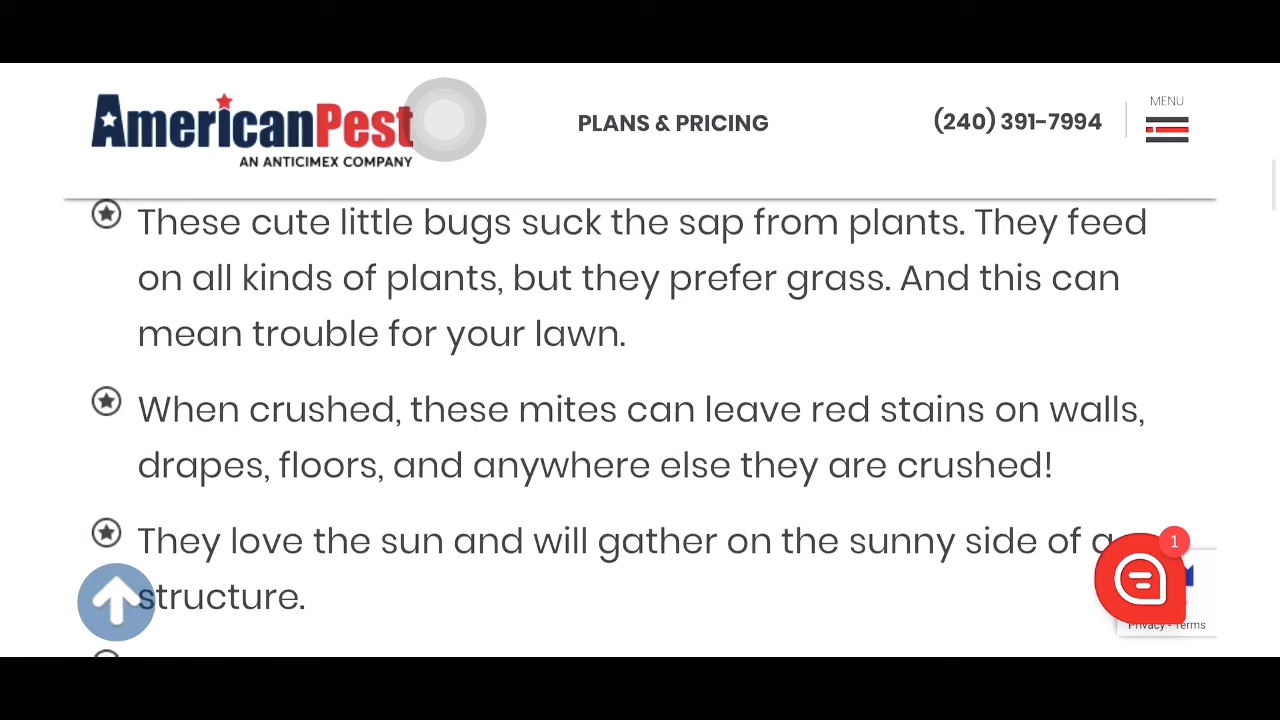 AmericanPest
AN ANTICIMEX COMPANY
PLANS & PRICING
(240) 391-7994
MENU
These cute little bugs suck the sap from plants. They feed
on all kinds of plants, but they prefer grass. And this can
mean trouble for your lawn.
When crushed, these mites can leave red stains on walls,
drapes, floors, and anywhere else they are crushed!
They love the sun and will gather on the sunny side of a
structure.
1
Privacy - Terms